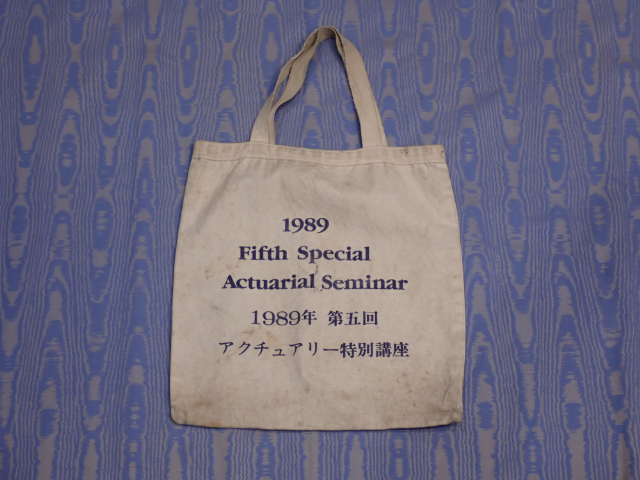 1989
Fifth Special
Actuarial Seminar
1989年 第五回
アクチュアリー特別講座